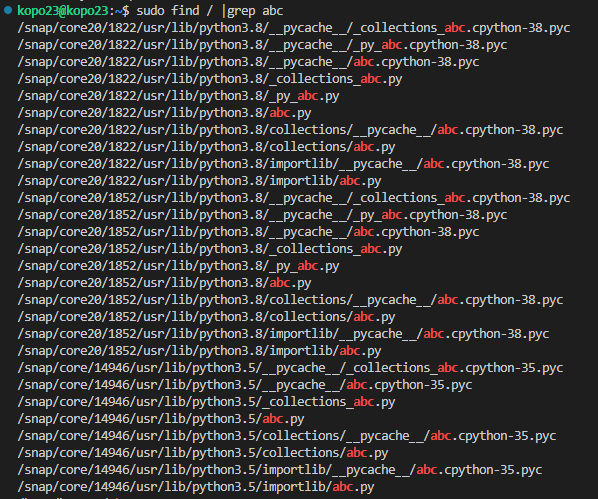 kopo23@kopo23:~$ sudo find / |grep abc
/snap/core20/1822/usr/lib/python3.8/__pycache__/_collections_abc.cpython-38.pyc
/snap/core20/1822/usr/lib/python3.8/__pycache__/_py_abc.cpython-38.pyc
/snap/core20/1822/usr/lib/python3.8/__pycache__/abc.cpython-38.pyc
/snap/core20/1822/usr/lib/python3.8/_collections_abc.py
/snap/core20/1822/usr/lib/python3.8/_py_abc.py
/snap/core20/1822/usr/lib/python3.8/abc.py
/snap/core20/1822/usr/lib/python3.8/collections/__pycache__/abc.cpython-38.pyc
/snap/core20/1822/usr/lib/python3.8/collections/abc.py
/snap/core20/1822/usr/lib/python3.8/importlib/__pycache__/abc.cpython-38.pyc
/snap/core20/1822/usr/lib/python3.8/importlib/abc.py
/snap/core20/1852/usr/lib/python3.8/__pycache__/_collections_abc.cpython-38.pyc
/snap/core20/1852/usr/lib/python3.8/__pycache__/_py_abc.cpython-38.pyc
/snap/core20/1852/usr/lib/python3.8/__pycache__/abc.cpython-38.pyc
/snap/core20/1852/usr/lib/python3.8/_collections_abc.py
/snap/core20/1852/usr/lib/python3.8/_py_abc.py
/snap/core20/1852/usr/lib/python3.8/abc.py
/snap/core20/1852/usr/lib/python3.8/collections/__pycache__/abc.cpython-38.pyc
/snap/core20/1852/usr/lib/python3.8/collections/abc.py
/snap/core20/1852/usr/lib/python3.8/importlib/__pycache__/abc.cpython-38.pyc
/snap/core20/1852/usr/lib/python3.8/importlib/abc.py
/snap/core/14946/usr/lib/python3.5/__pycache__/_collections_abc.cpython-35.pyc
/snap/core/14946/usr/lib/python3.5/__pycache__/abc.cpython-35.pyc
/snap/core/14946/usr/lib/python3.5/_collections_abc.py
/snap/core/14946/usr/lib/python3.5/abc.py
/snap/core/14946/usr/lib/python3.5/collections/__pycache__/abc.cpython-35.pyc
/snap/core/14946/usr/lib/python3.5/collections/abc.py
/snap/core/14946/usr/lib/python3.5/importlib/__pycache__/abc.cpython-35.pyc
/snap/core/14946/usr/lib/python3.5/importlib/abc.py